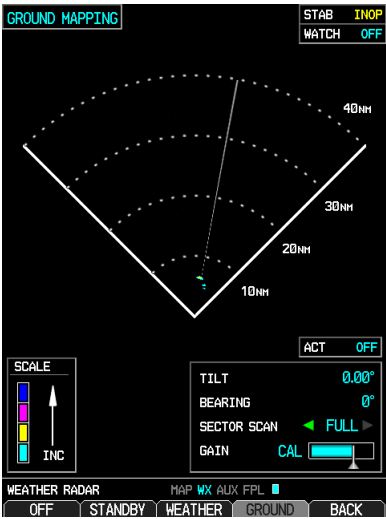 GROUND MAPPING
STAB INOP
WATCH OFF
40NM
30NM
20NM
10NM
ACT OFF
SCALE
INC
TILT 0.00°
BEARING 0°
SECTOR SCAN FULL
GAIN CAL
WEATHER RADAR MAP WX AUX FPL
OFF STANDBY WEATHER GROUND BACK